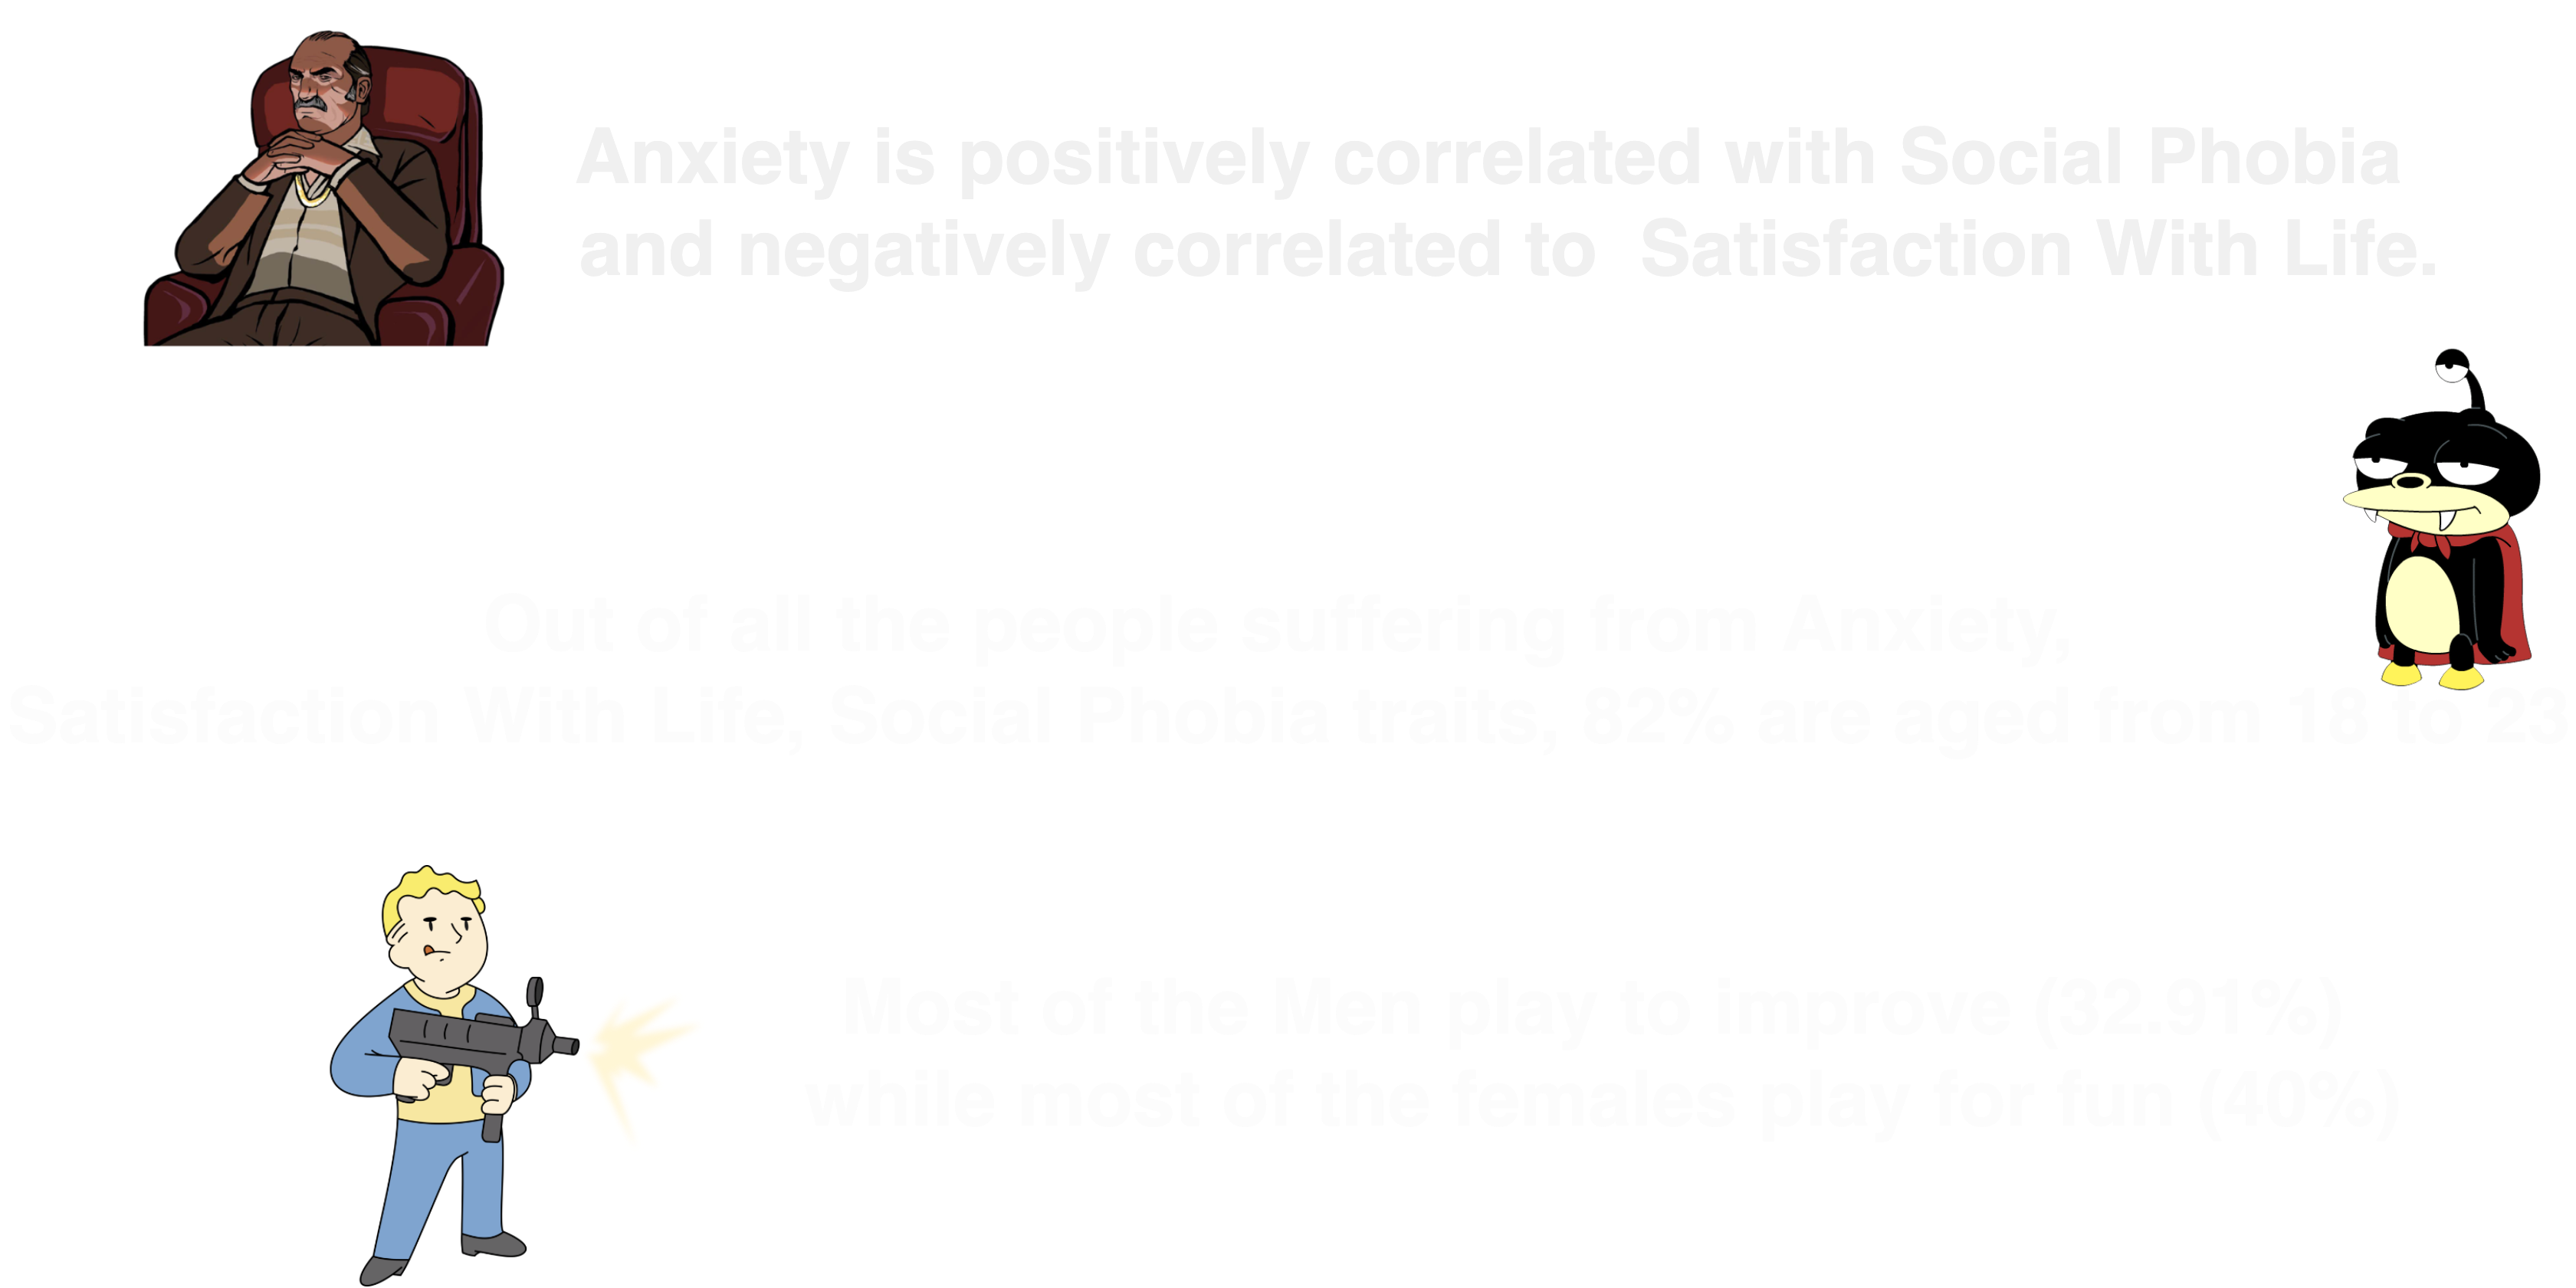 Anxiety is positively correlated with Social Phobia
and negatively correlated to  Satisfaction With Life.
Out of all the people suffering from Anxiety,
Satisfaction With Life, Social Phobia traits, 82% are aged from 18 to 23
Most of the Men play to improve (32.91%)
while most of the females play for fun (40%)